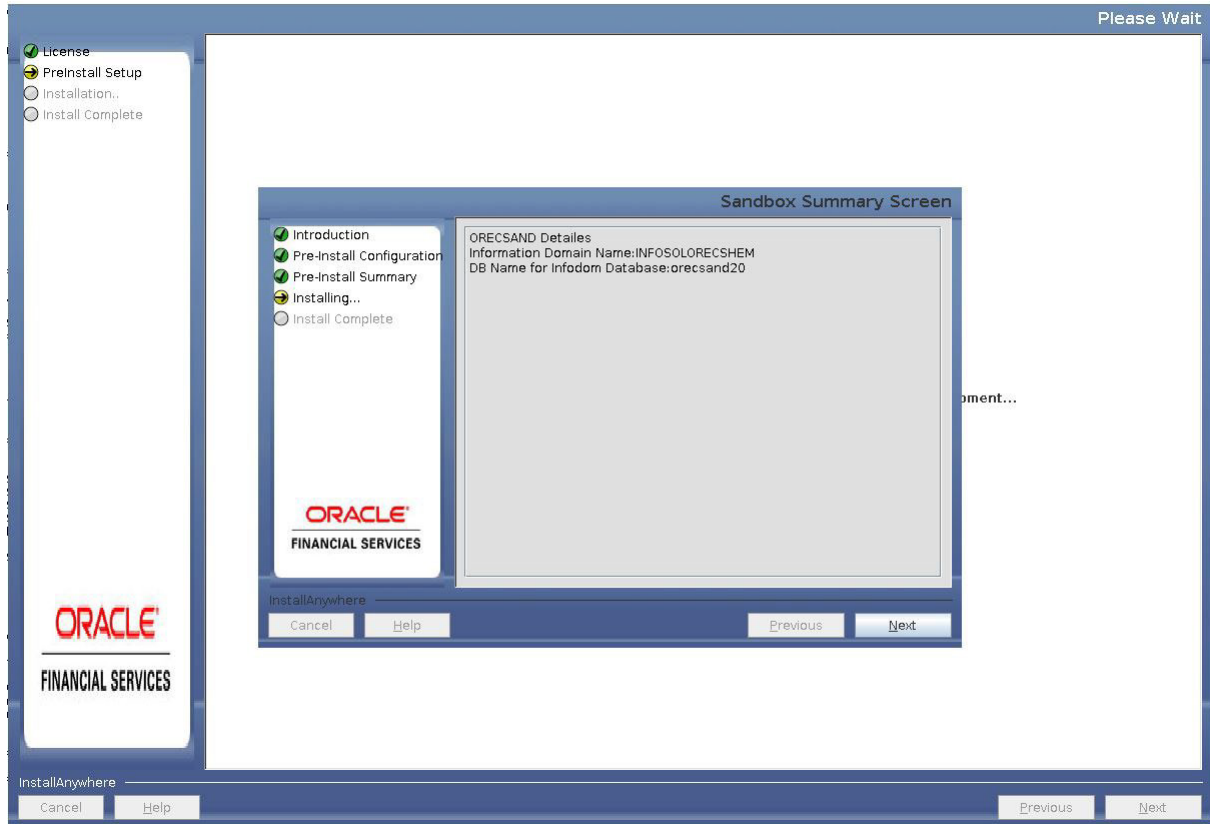 Please Wait
License
PreInstall Setup
Installation..
Install Complete
Sandbox Summary Screen
Introduction
Pre-Install Configuration
Pre-Install Summary
Installing...
Install Complete
ORECSAND Detailes
Information Domain Name:INFOSOLORECSHEM
DB Name for Infodom Database:orecsand20
ORACLE
FINANCIAL SERVICES
InstallAnywhere
Cancel
Help
Previous
Next
ORACLE
FINANCIAL SERVICES
InstallAnywhere
Cancel
Help
Previous
Next